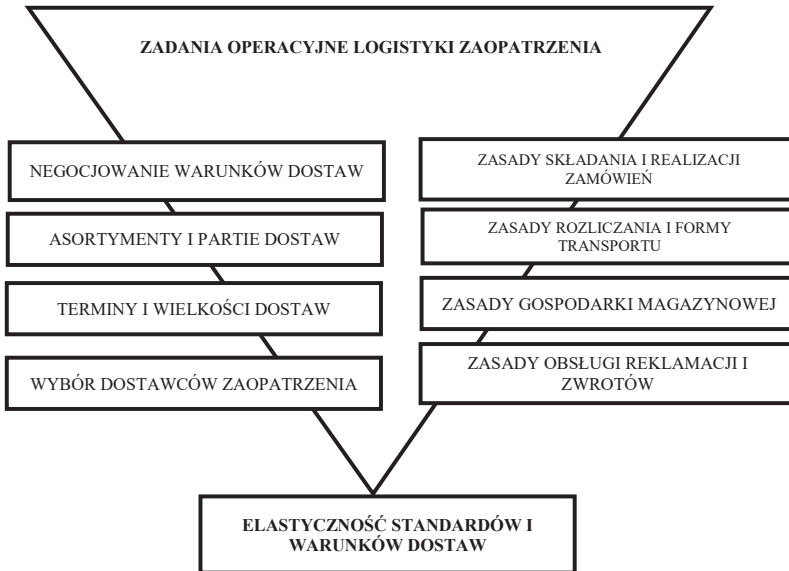 ZADANIA OPERACYJNE LOGISTYKI ZAOPATRZENIA
NEGOCJOWANIE WARUNKÓW DOSTAW
ASORTYMENTY I PARTIE DOSTAW
TERMINY I WIELKOŚCI DOSTAW
WYBÓR DOSTAWCÓW ZAOPATRZENIA
ZASADY SKŁADANIA I REALIZACJI
ZAMÓWIEŃ
ZASADY ROZLICZANIA I FORMY
TRANSPORTU
ZASADY GOSPODARKI MAGAZYNOWEJ
ZASADY OBSŁUGI REKLAMACJI I
ZWROTÓW
ELASTYCZNOŚĆ STANDARDÓW I
WARUNKÓW DOSTAW